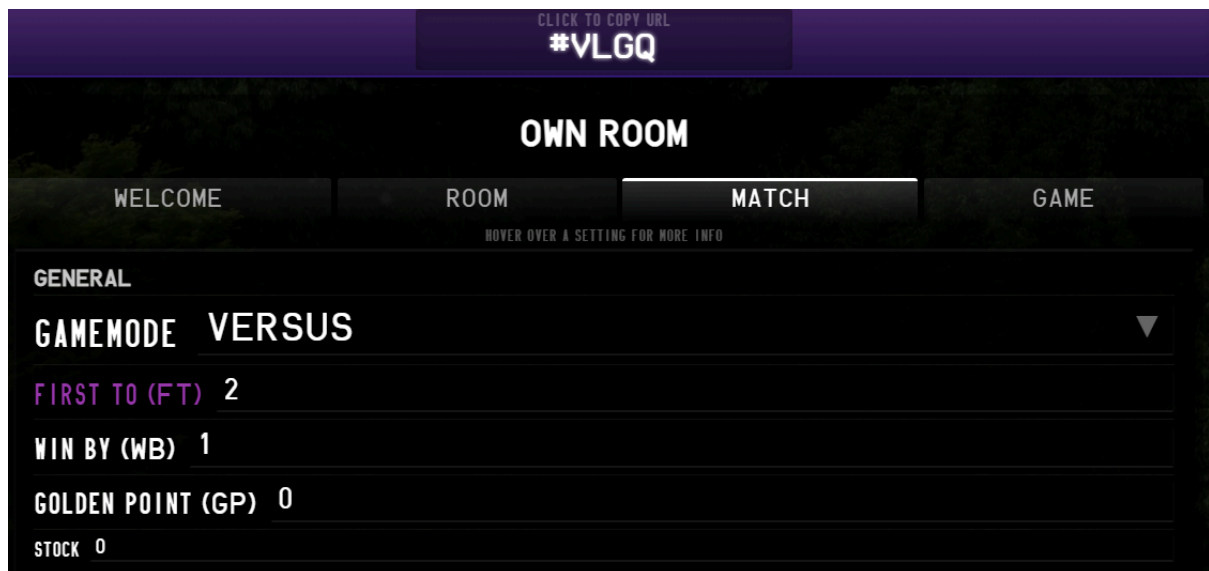 CLICK TO COPY URL
#VLGQ
OWN ROOM
WELCOME ROOM MATCH GAME
HOVER OVER A SETTING FOR MORE INFO
GENERAL
GAMEMODE VERSUS
FIRST TO (FT) 2
WIN BY (WB) 1
GOLDEN POINT (GP) 0
STOCK 0